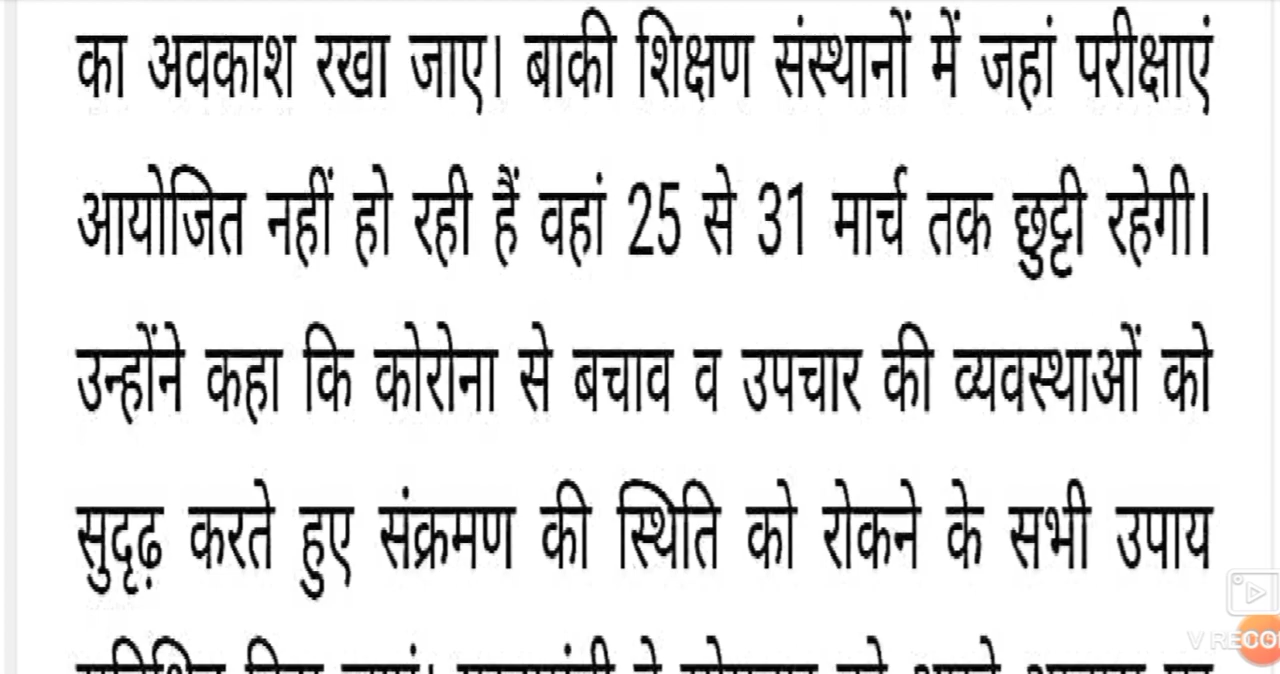 का अवकाश रखा जाए। बाकी शिक्षण संस्थानों में जहां परीक्षाएं
आयोजित नहीं हो रही हैं वहां 25 से 31 मार्च तक छुट्टी रहेगी।
उन्होंने कहा कि कोरोना से बचाव व उपचार की व्यवस्थाओं को
सुदृढ़ करते हुए संक्रमण की स्थिति को रोकने के सभी उपाय
V RECO